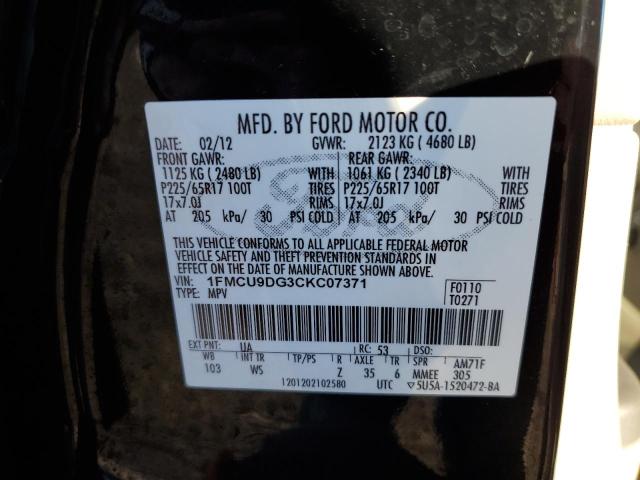 MFD. BY FORD MOTOR CO.
DATE: 02/12 GVWR: 2123 KG ( 4680 LB)
FRONT GAWR: REAR GAWR:
1125 KG ( 2480 LB) WITH 1061 KG ( 2340 LB) WITH
P225/65R17 100T TIRES P225/65R17 100T TIRES
17x7.0J RIMS 17x7.0J RIMS
AT 205 kPa/ 30 PSI COLD AT 205 kPa/ 30 PSI COLD
Ford
THIS VEHICLE CONFORMS TO ALL APPLICABLE FEDERAL MOTOR
VEHICLE SAFETY AND THEFT PREVENTION STANDARDS IN
EFFECT ON THE DATE OF MANUFACTURE SHOWN ABOVE.
VIN: 1FMCU9DG3CKC07371 F0110
TYPE: MPV T0271
EXT PNT: UA RC: 53 DSO:
WB INT TR TP/PS R AXLE TR SPR AM71F
103 WS Z 35 6 MMEE 305
1201202102580 UTC ▽5U5A-1520472-BA